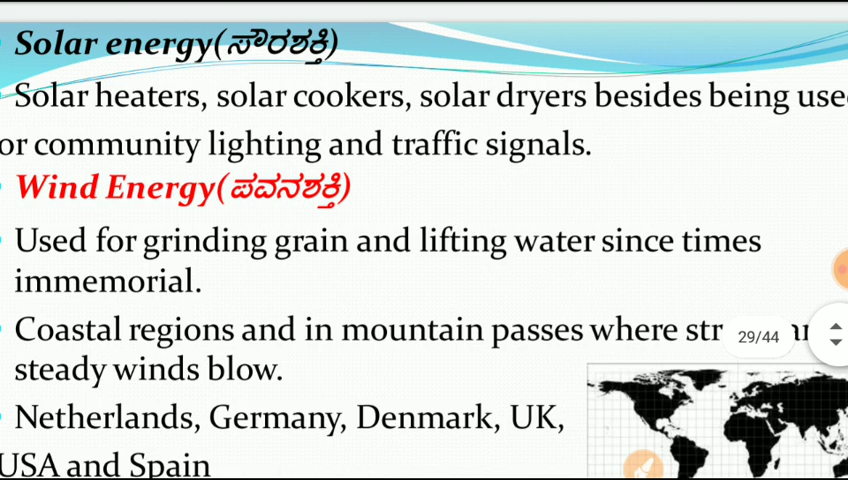 Solar energy(ಸೌರಶಕ್ತಿ)
Solar heaters, solar cookers, solar dryers besides being use
or community lighting and traffic signals.
Wind Energy(ಪವನಶಕ್ತಿ)
Used for grinding grain and lifting water since times
immemorial.
Coastal regions and in mountain passes where str
29/44
steady winds blow.
Netherlands, Germany, Denmark, UK,
USA and Spain